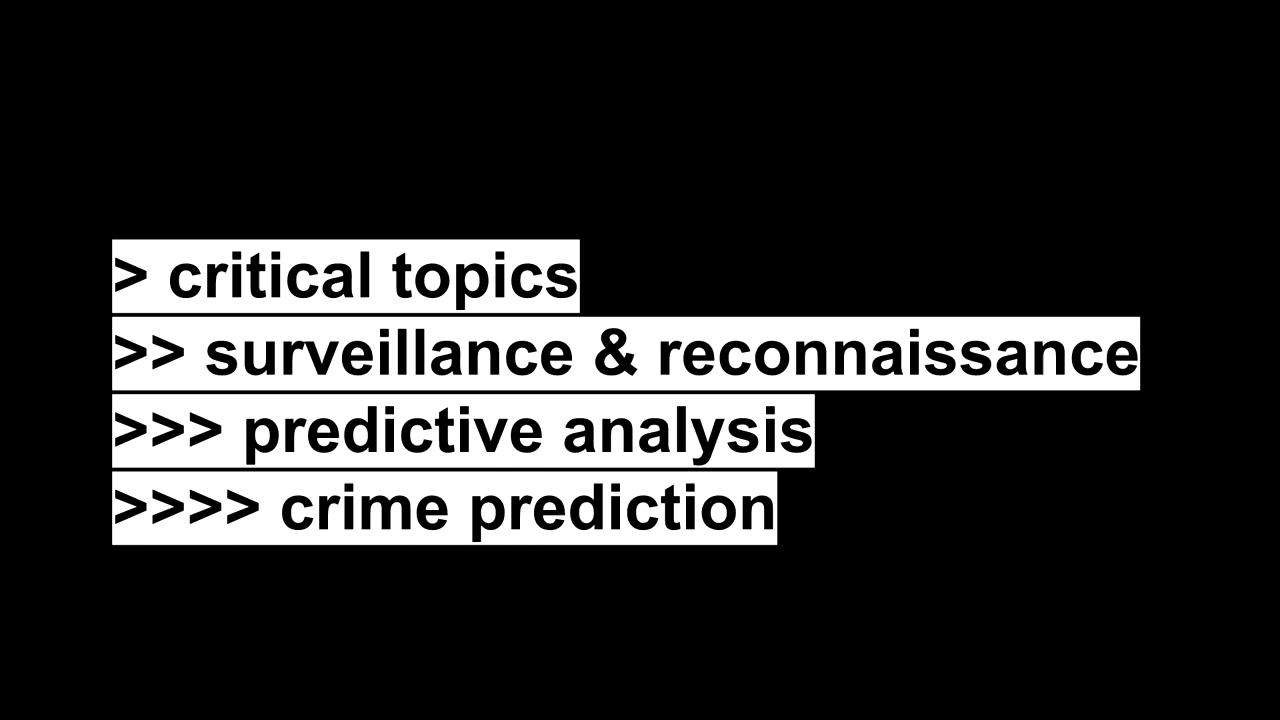 > critical topics
>> surveillance & reconnaissance
>>> predictive analysis
>>>> crime prediction